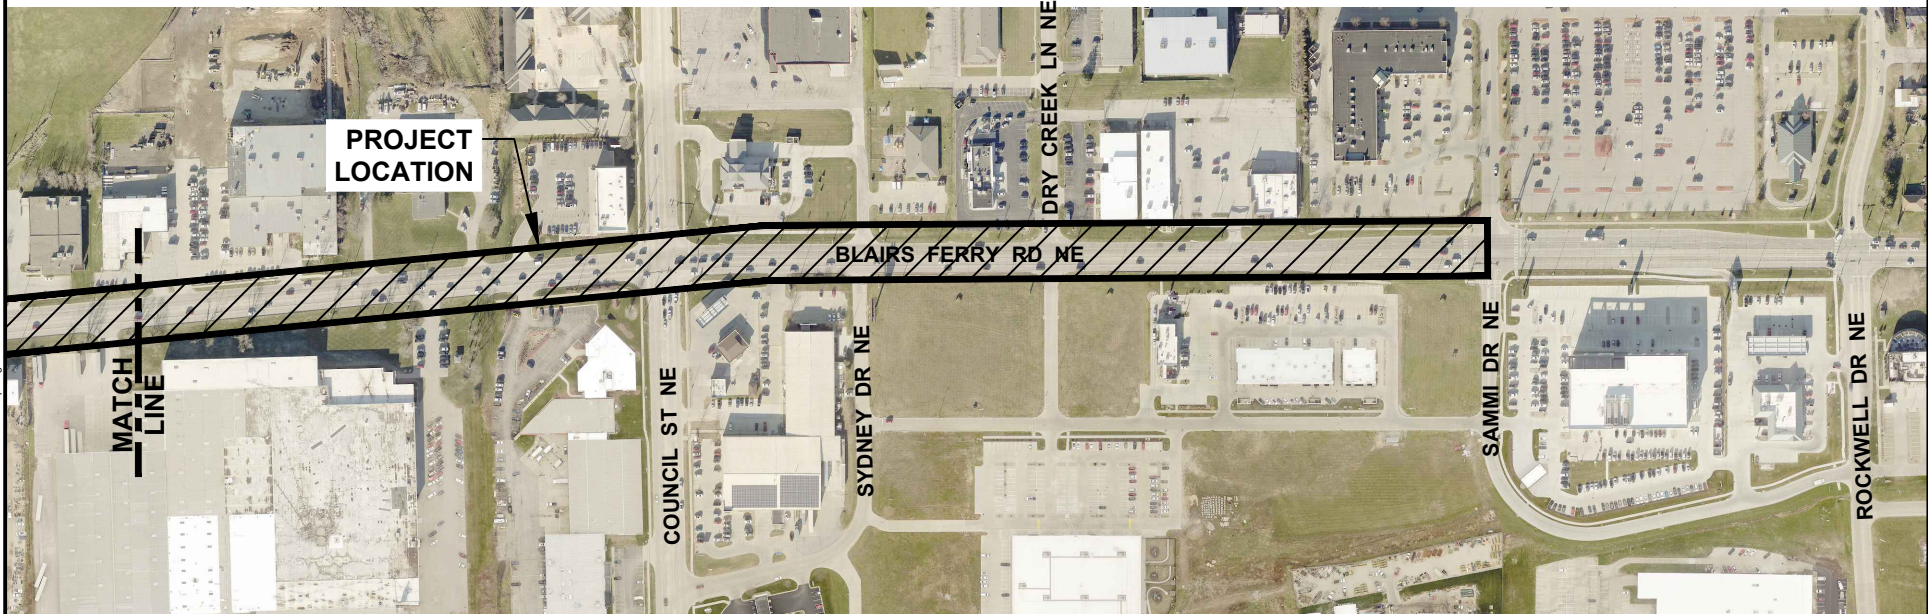 PROJECT
LOCATION
BLAIRS FERRY RD NE
DRY CREEK LN NE
MATCH
LINE
COUNCIL ST NE
SYDNEY DR NE
SAMMI DR NE
ROCKWELL DR NE